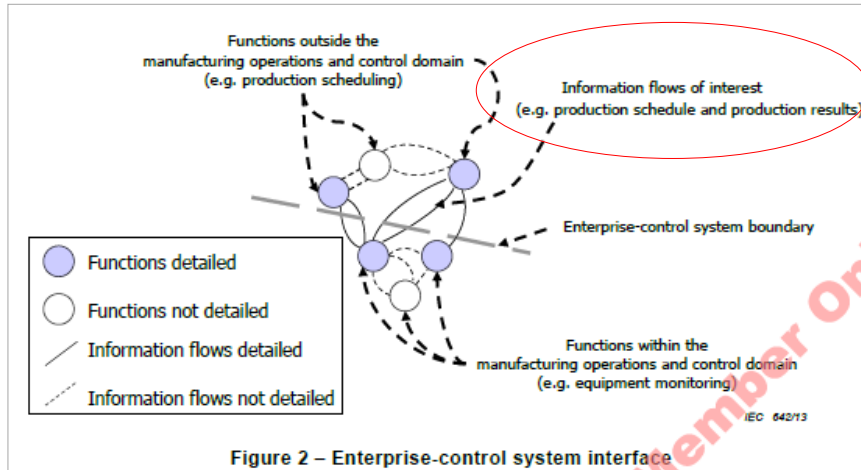 Functions outside the
manufacturing operations and control domain
(e.g. production scheduling)
Information flows of interest
(e.g. production schedule and production results)
Enterprise-control system boundary
Functions detailed
Functions not detailed
Information flows detailed
Information flows not detailed
Functions within the
manufacturing operations and control domain
(e.g. equipment monitoring)
IEC 642/13
Figure 2 – Enterprise-control system interface
Member